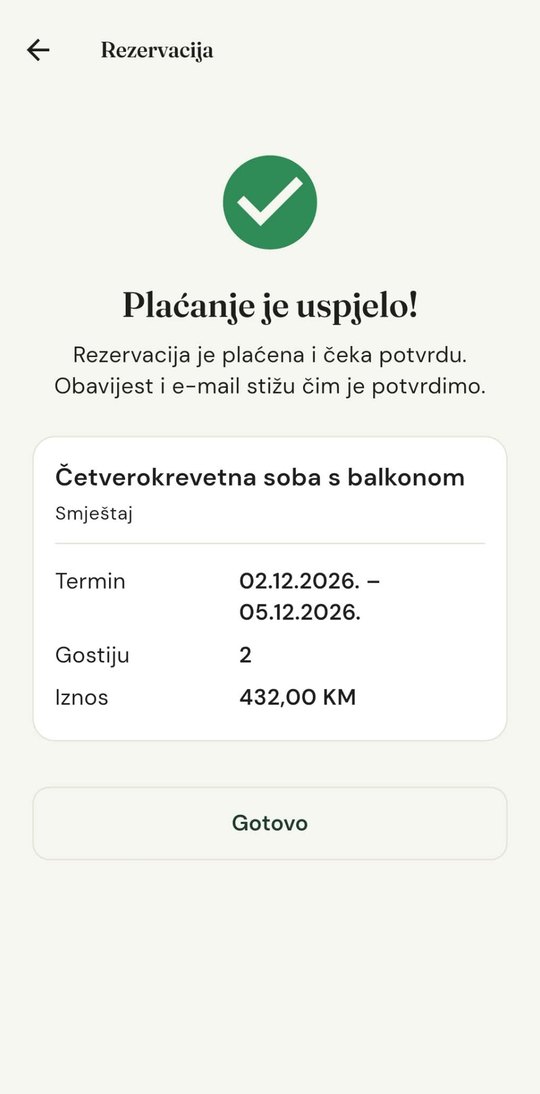 Rezervacija
Plaćanje je uspjelo!
Rezervacija je plaćena i čeka potvrdu.
Obavijest i e-mail stižu čim je potvrdimo.
Četverokrevetna soba s balkonom
Smještaj
Termin 02.12.2026. –
05.12.2026.
Gostiju 2
Iznos 432,00 KM
Gotovo